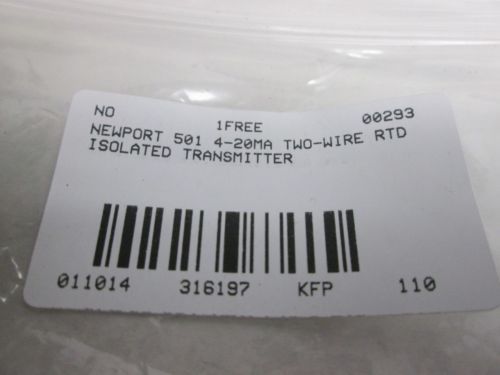 NO 1FREE 00293
NEWPORT 501 4-20MA TWO-WIRE RTD
ISOLATED TRANSMITTER
011014 316197 KFP 110